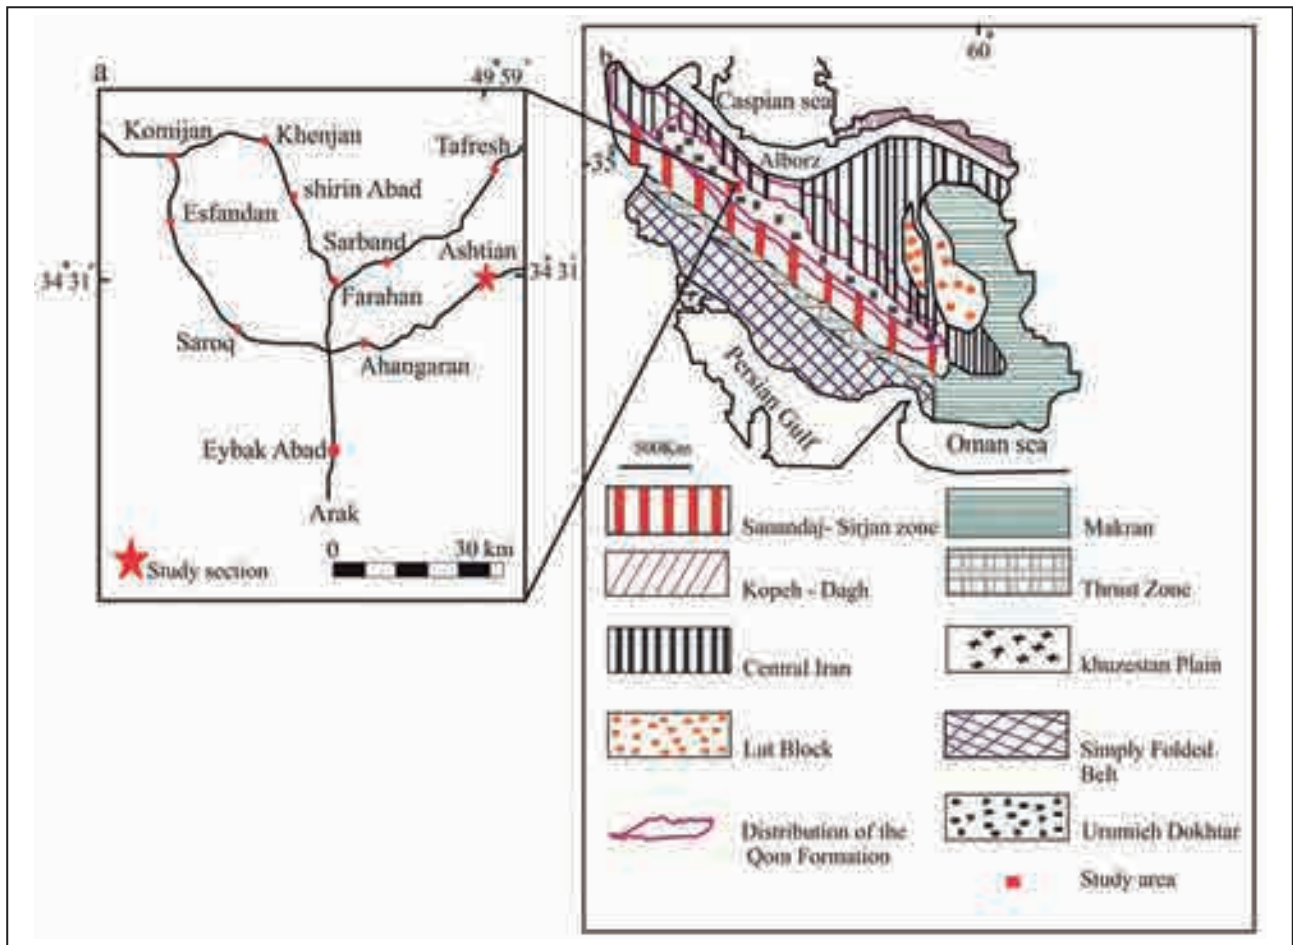 a
49°59°
Komijan
Khenjan
Tafresh
shirin Abad
Esfandan
Sarband
Ashtian
34°31
34°31
Farahan
Saroq
Ahangaran
Eybak Abad
Arak
0 30 km
Study section
b
60°
Caspian sea
35°
Alborz
Persian Gulf
Oman sea
500Km
Sanandaj- Sirjan zone
Makran
Kopeh - Dagh
Thrust Zone
Central Iran
khuzestan Plain
Lut Block
Simply Folded
Belt
Distribution of the
Qom Formation
Urumieh Dokhtar
Study area